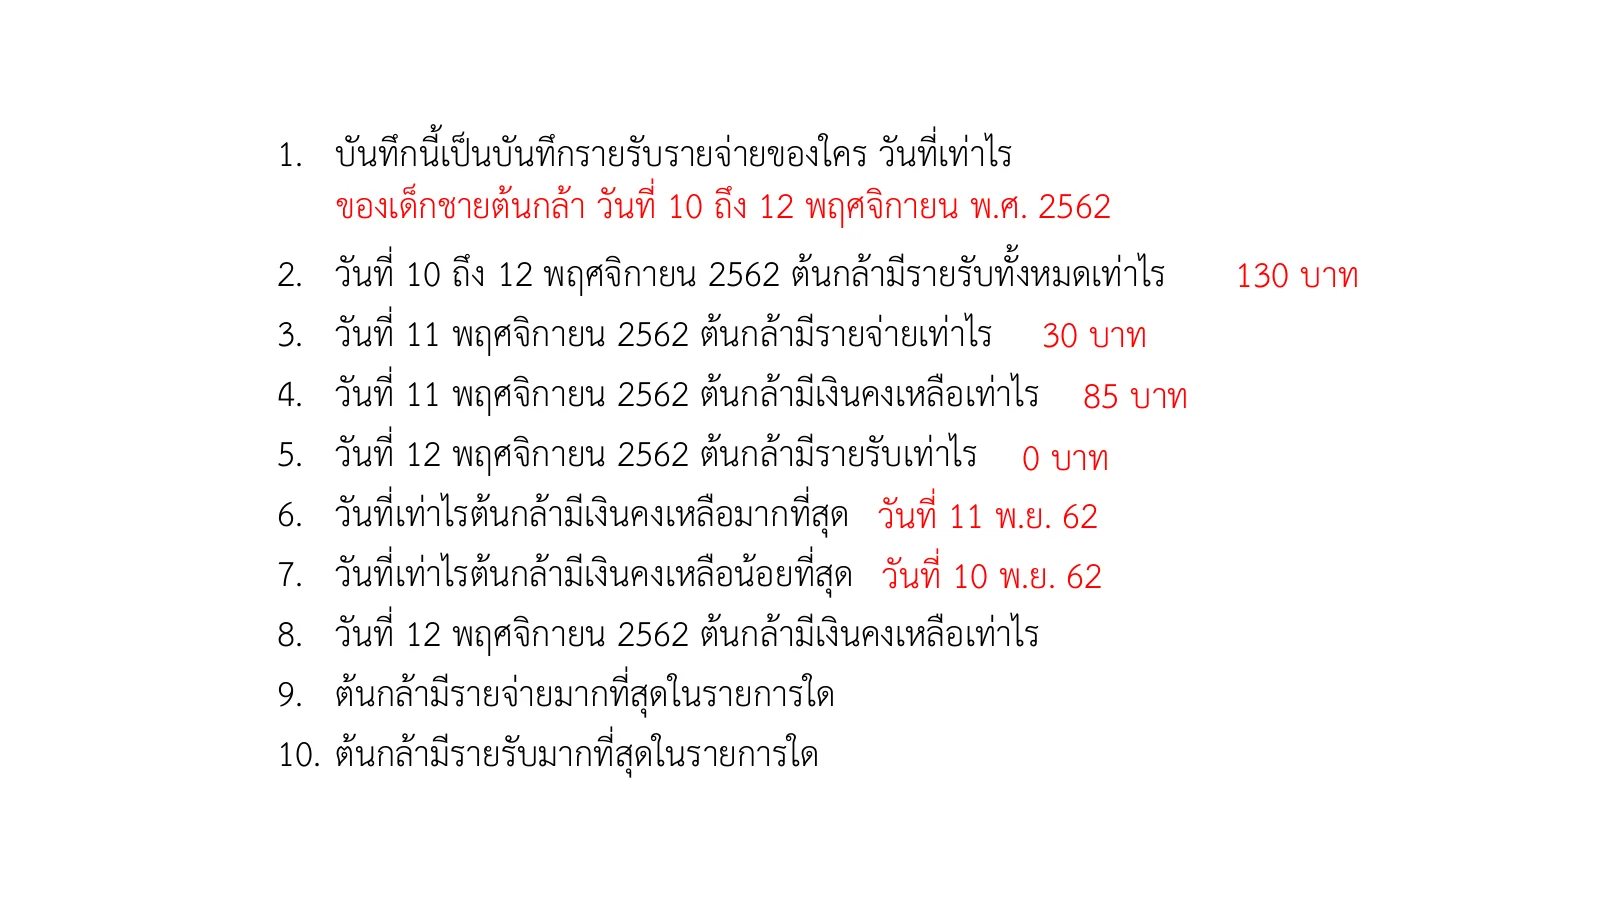 1. บันทึกนี้เป็นบันทึกรายรับรายจ่ายของใคร วันที่เท่าไร
ของเด็กชายต้นกล้า วันที่ 10 ถึง 12 พฤศจิกายน พ.ศ. 2562
2. วันที่ 10 ถึง 12 พฤศจิกายน 2562 ต้นกล้ามีรายรับทั้งหมดเท่าไร 130 บาท
3. วันที่ 11 พฤศจิกายน 2562 ต้นกล้ามีรายจ่ายเท่าไร 30 บาท
4. วันที่ 11 พฤศจิกายน 2562 ต้นกล้ามีเงินคงเหลือเท่าไร 85 บาท
5. วันที่ 12 พฤศจิกายน 2562 ต้นกล้ามีรายรับเท่าไร 0 บาท
6. วันที่เท่าไรต้นกล้ามีเงินคงเหลือมากที่สุด วันที่ 11 พ.ย. 62
7. วันที่เท่าไรต้นกล้ามีเงินคงเหลือน้อยที่สุด วันที่ 10 พ.ย. 62
8. วันที่ 12 พฤศจิกายน 2562 ต้นกล้ามีเงินคงเหลือเท่าไร
9. ต้นกล้ามีรายจ่ายมากที่สุดในรายการใด
10. ต้นกล้ามีรายรับมากที่สุดในรายการใด